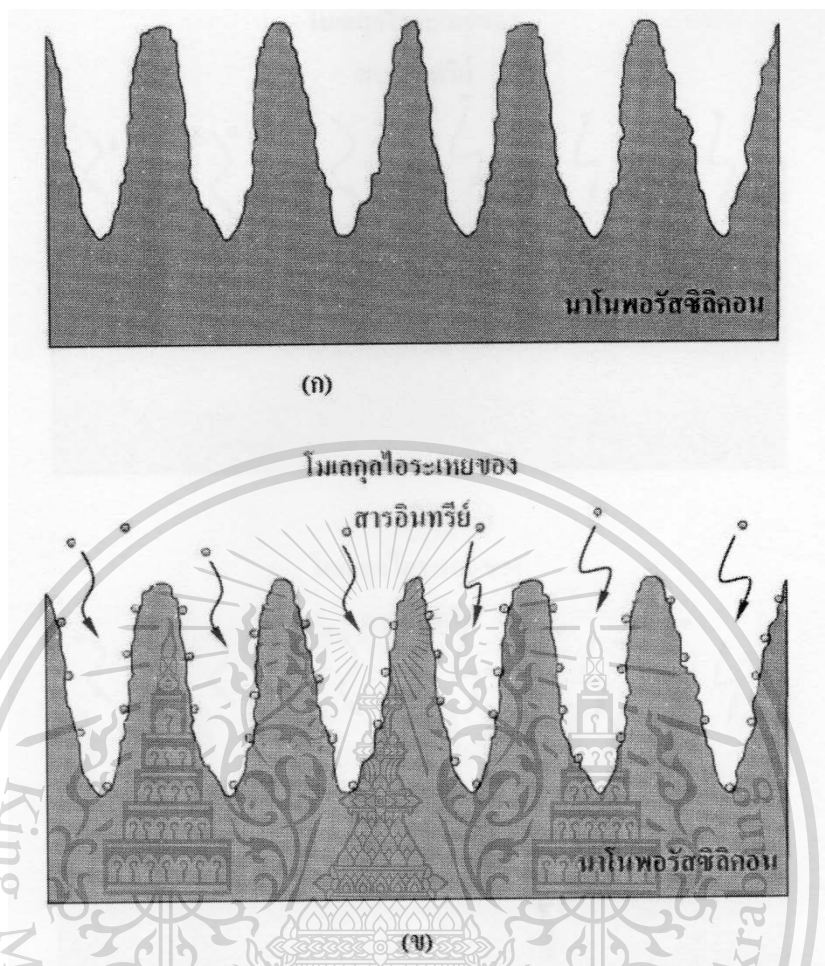 นาโนพอรัสซิลิคอน
(ก)
โมเลกุลไอระเหยของ
สารอินทรีย์
นาโนพอรัสซิลิคอน
(ข)
King M
krabang